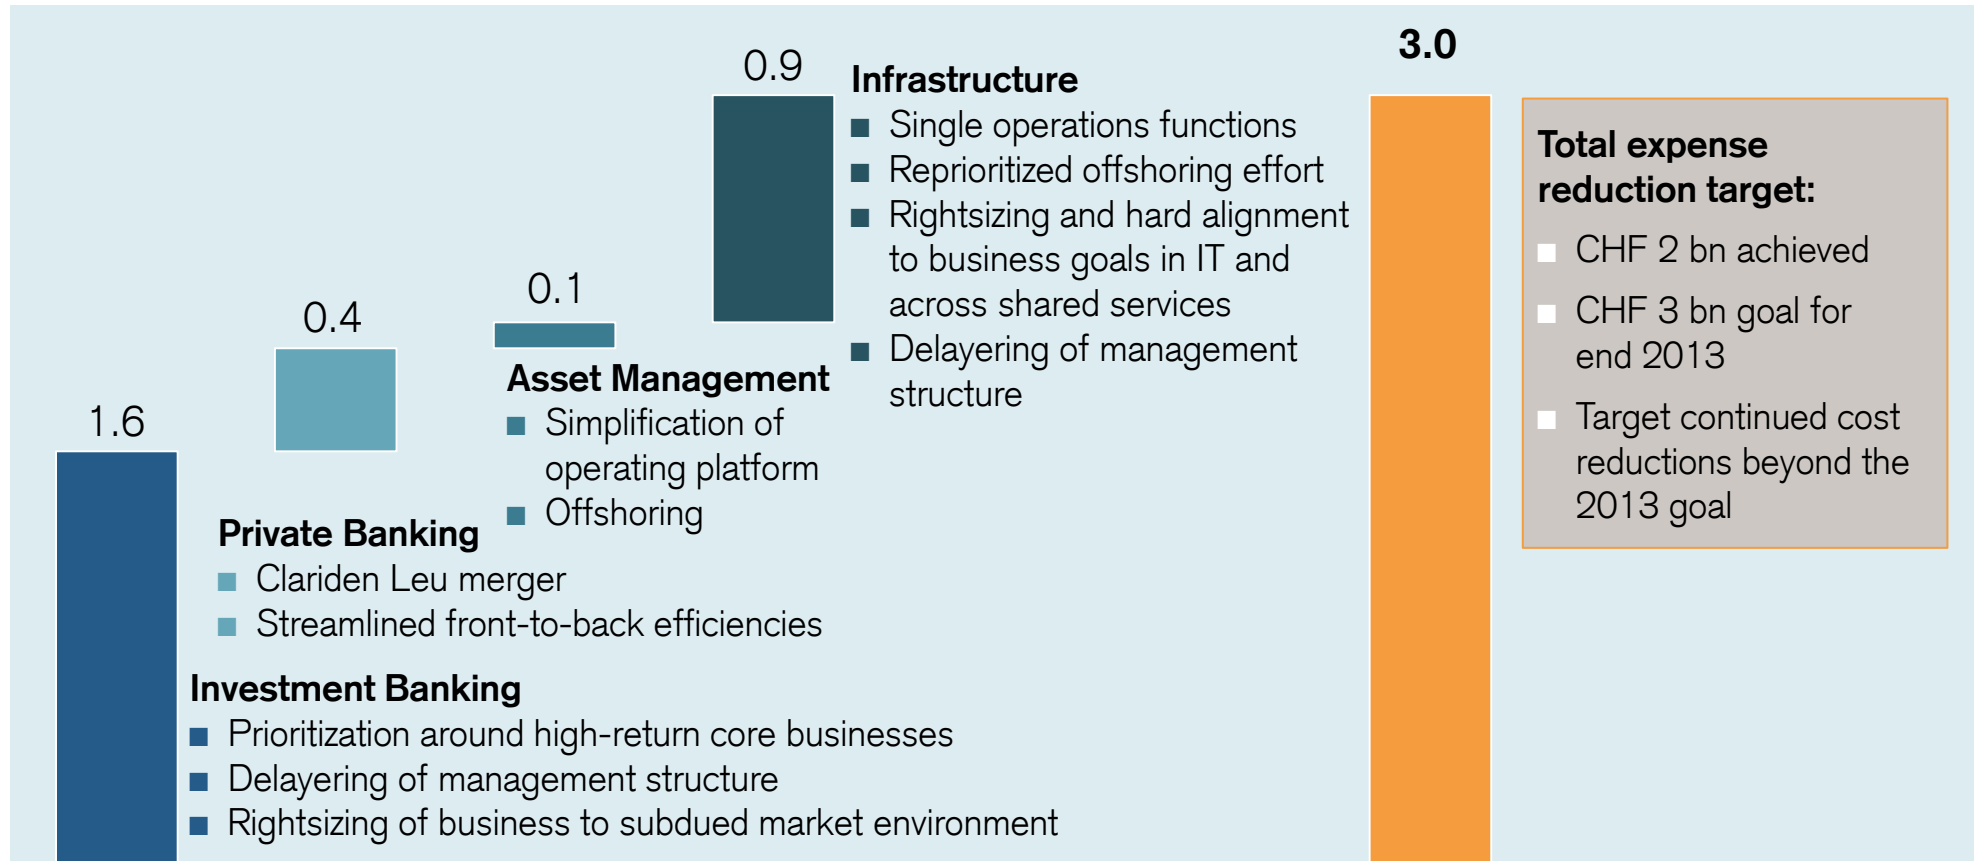 1.6
Investment Banking
Prioritization around high-return core businesses
Delayering of management structure
Rightsizing of business to subdued market environment
0.4
Private Banking
Clariden Leu merger
Streamlined front-to-back efficiencies
0.1
Asset Management
Simplification of
operating platform
Offshoring
0.9
Infrastructure
Single operations functions
Reprioritized offshoring effort
Rightsizing and hard alignment
to business goals in IT and
across shared services
Delayering of management
structure
3.0
Total expense
reduction target:
CHF 2 bn achieved
CHF 3 bn goal for
end 2013
Target continued cost
reductions beyond the
2013 goal